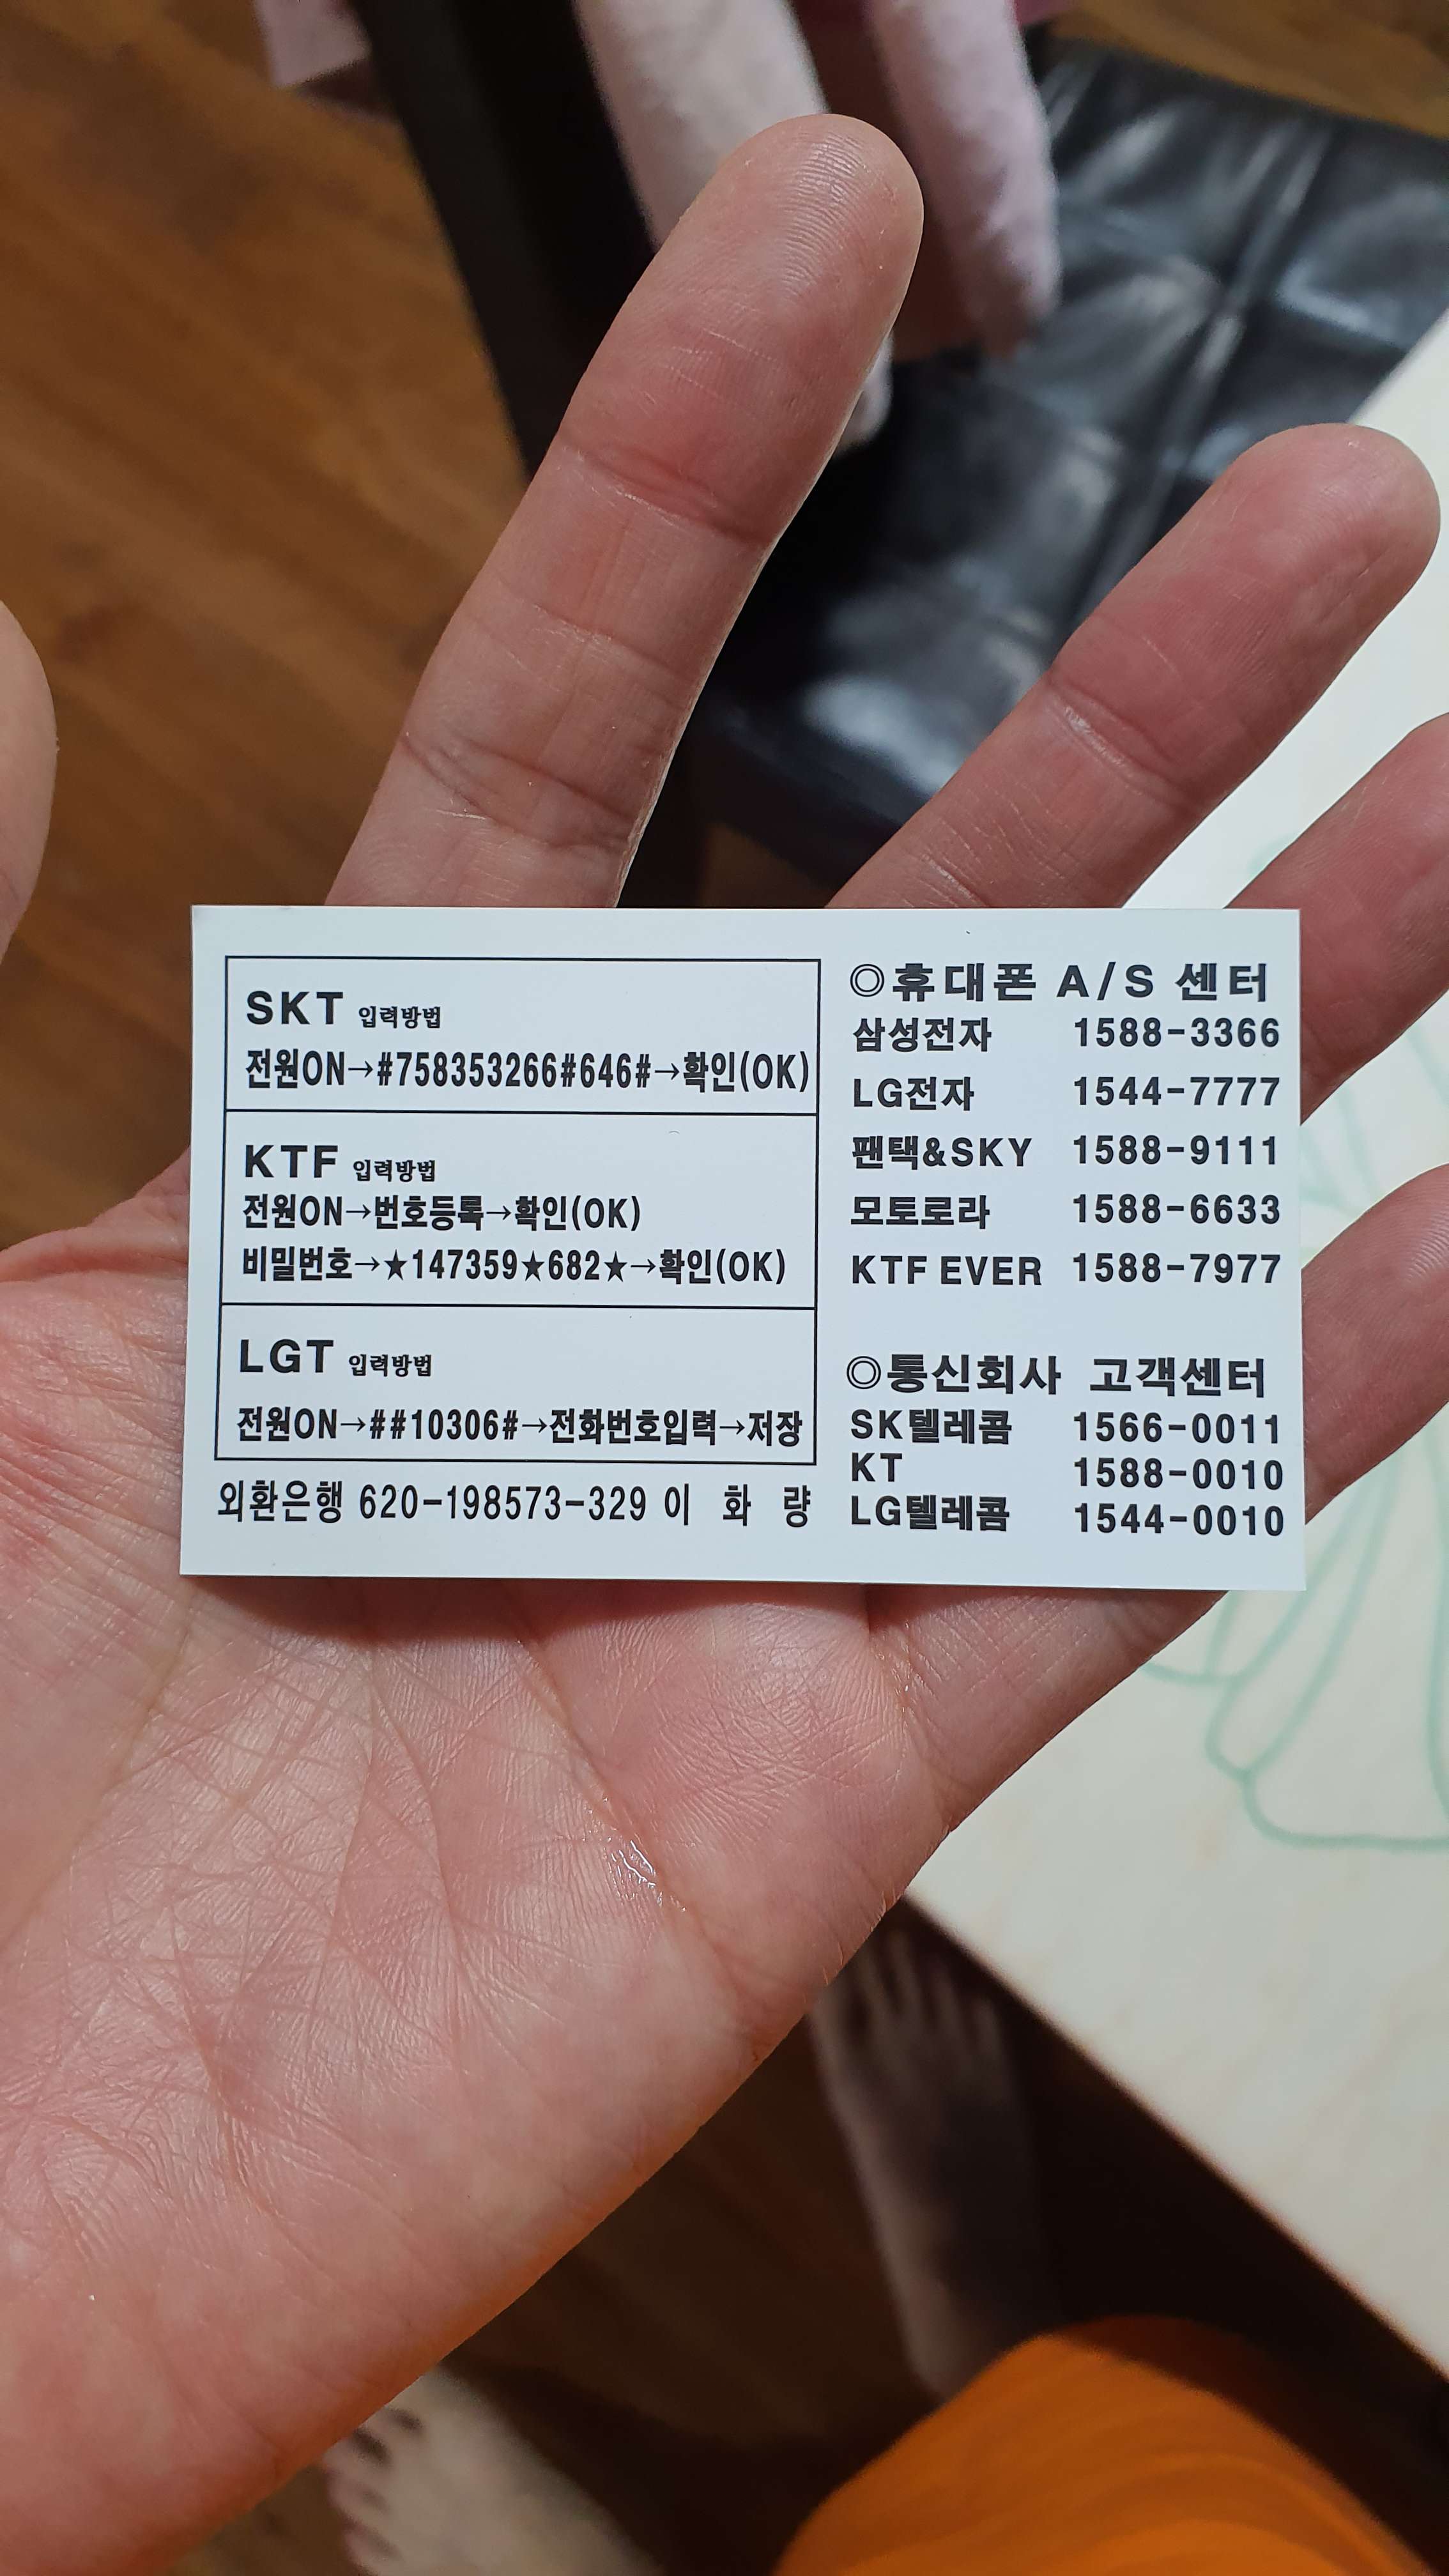 SKT 입력방법
전원ON→#758353266#646#→확인(OK)
KTF 입력방법
전원ON→번호등록→확인(OK)
비밀번호→★147359★682★→확인(OK)
LGT 입력방법
전원ON→##10306#→전화번호입력→저장
외환은행 620-198573-329 이 화 량
◎휴대폰 A/S 센터
삼성전자 1588-3366
LG전자 1544-7777
팬택&SKY 1588-9111
모토로라 1588-6633
KTF EVER 1588-7977
◎통신회사 고객센터
SK텔레콤 1566-0011
KT 1588-0010
LG텔레콤 1544-0010